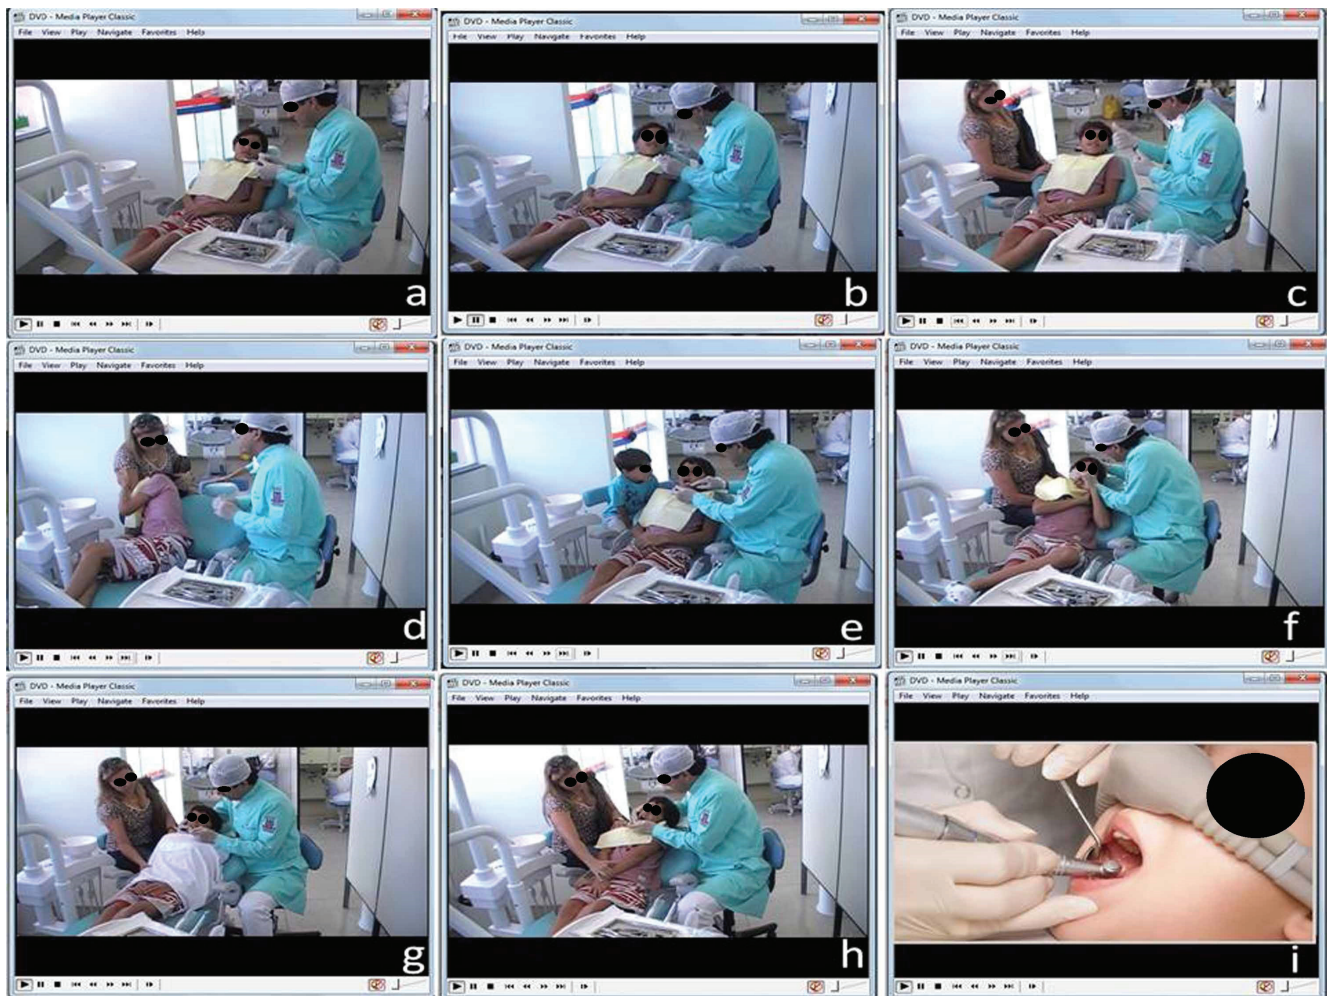 DVD - Media Player Classic
File View Play Navigate Favorites Help
a
DVD - Media Player Classic
File View Play Navigate Favorites Help
b
DVD - Media Player Classic
File View Play Navigate Favorites Help
c
DVD - Media Player Classic
File View Play Navigate Favorites Help
d
DVD - Media Player Classic
File View Play Navigate Favorites Help
e
DVD - Media Player Classic
File View Play Navigate Favorites Help
f
DVD - Media Player Classic
File View Play Navigate Favorites Help
g
DVD - Media Player Classic
File View Play Navigate Favorites Help
h
DVD - Media Player Classic
File View Play Navigate Favorites Help
i